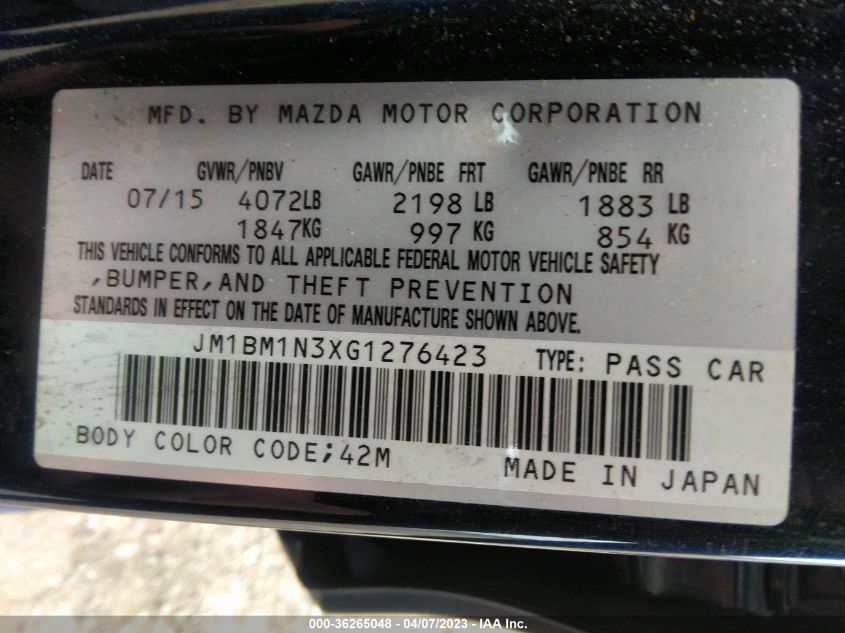 MFD. BY MAZDA MOTOR CORPORATION
DATE GVWR/PNBV GAWR/PNBE FRT GAWR/PNBE RR
07/15 4072LB 2198 LB 1883 LB
1847KG 997 KG 854 KG
THIS VEHICLE CONFORMS TO ALL APPLICABLE FEDERAL MOTOR VEHICLE SAFETY
,BUMPER,AND THEFT PREVENTION
STANDARDS IN EFFECT ON THE DATE OF MANUFACTURE SHOWN ABOVE.
JM1BM1N3XG1276423 TYPE: PASS CAR
BODY COLOR CODE;42M MADE IN JAPAN
000-36265048 - 04/07/2023 - IAA Inc.